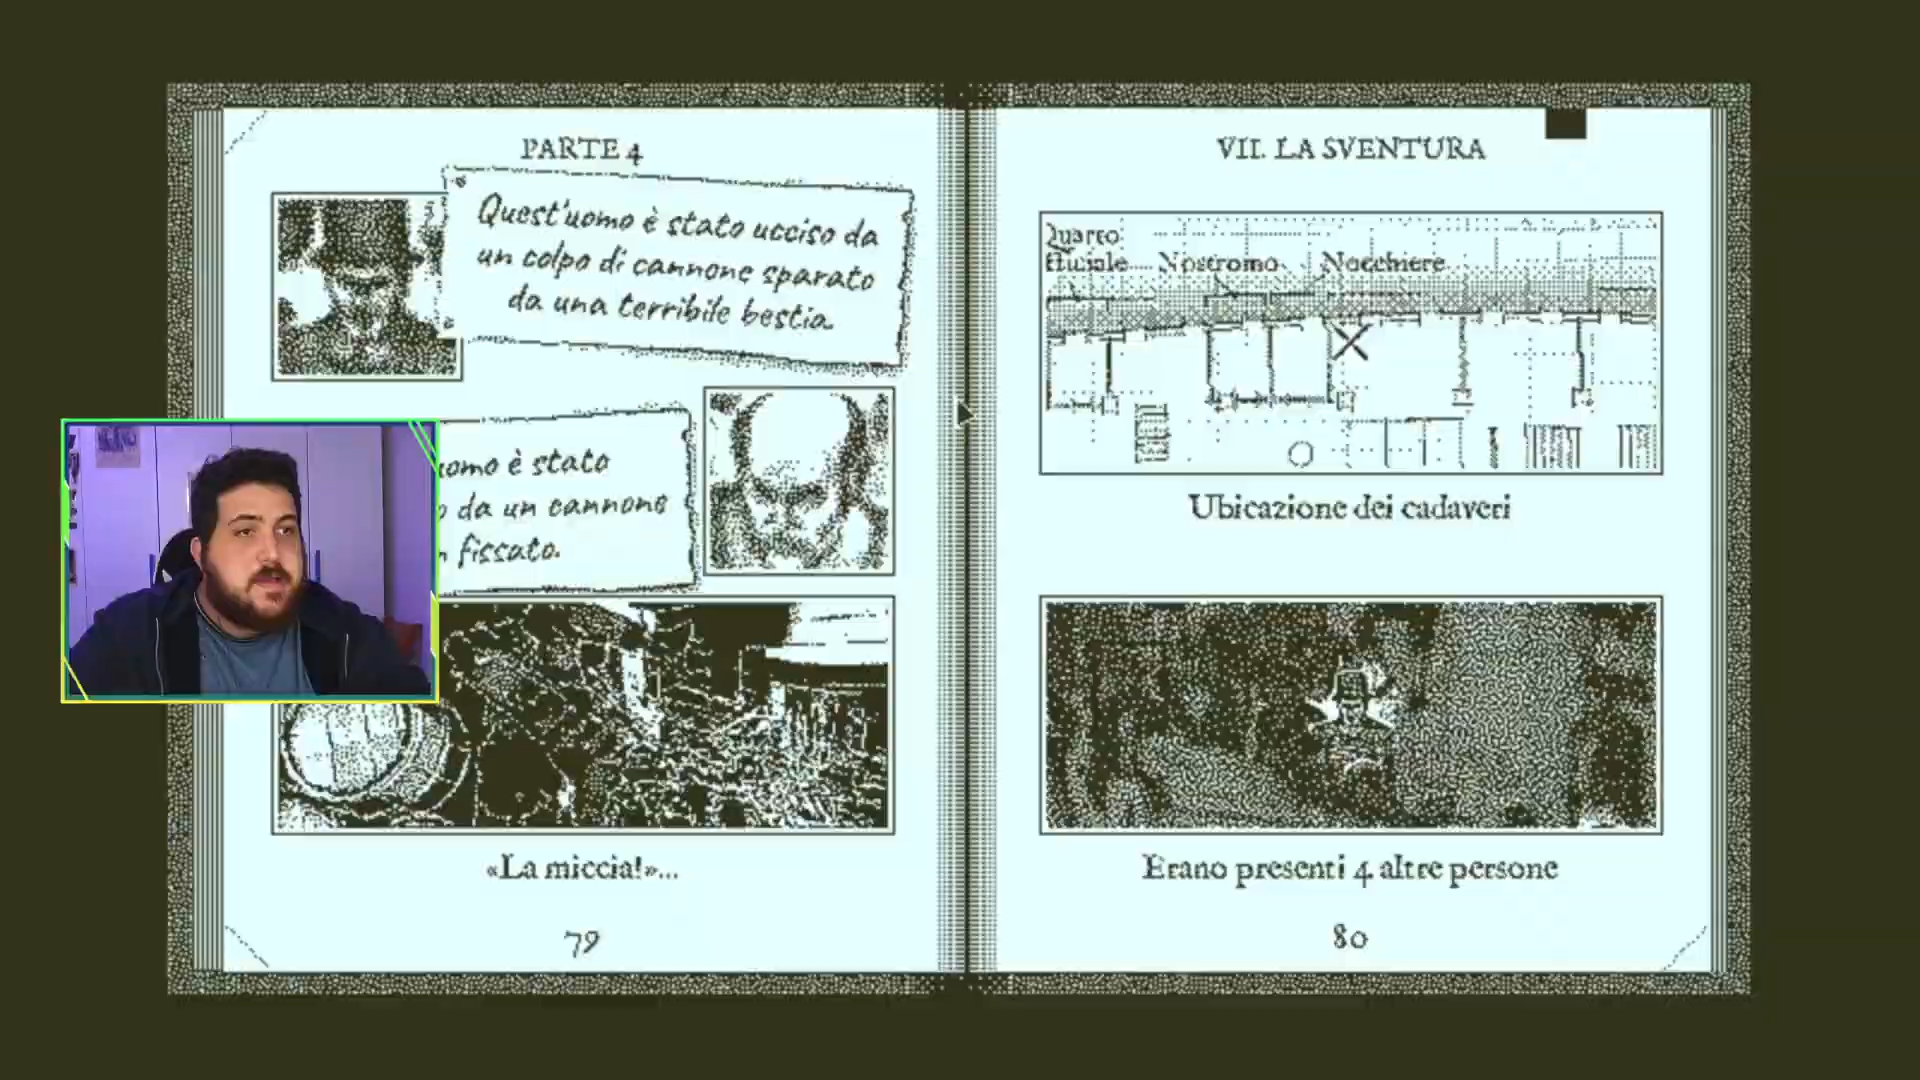 PARTE 4
Quest'uomo è stato ucciso da
un colpo di cannone sparato
da una terribile bestia.
uomo è stato
da un cannone
fissato.
«La miccia!»...
79
VII. LA SVENTURA
Quarto
Nostromo
Nocchiere
Ubicazione dei cadaveri
Erano presenti 4 altre persone
80